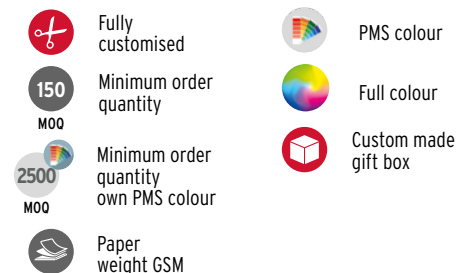 Fully
customised
150
MOQ
Minimum order
quantity
2500
MOQ
Minimum order
quantity
own PMS colour
Paper
weight GSM
PMS colour
Full colour
Custom made
gift box